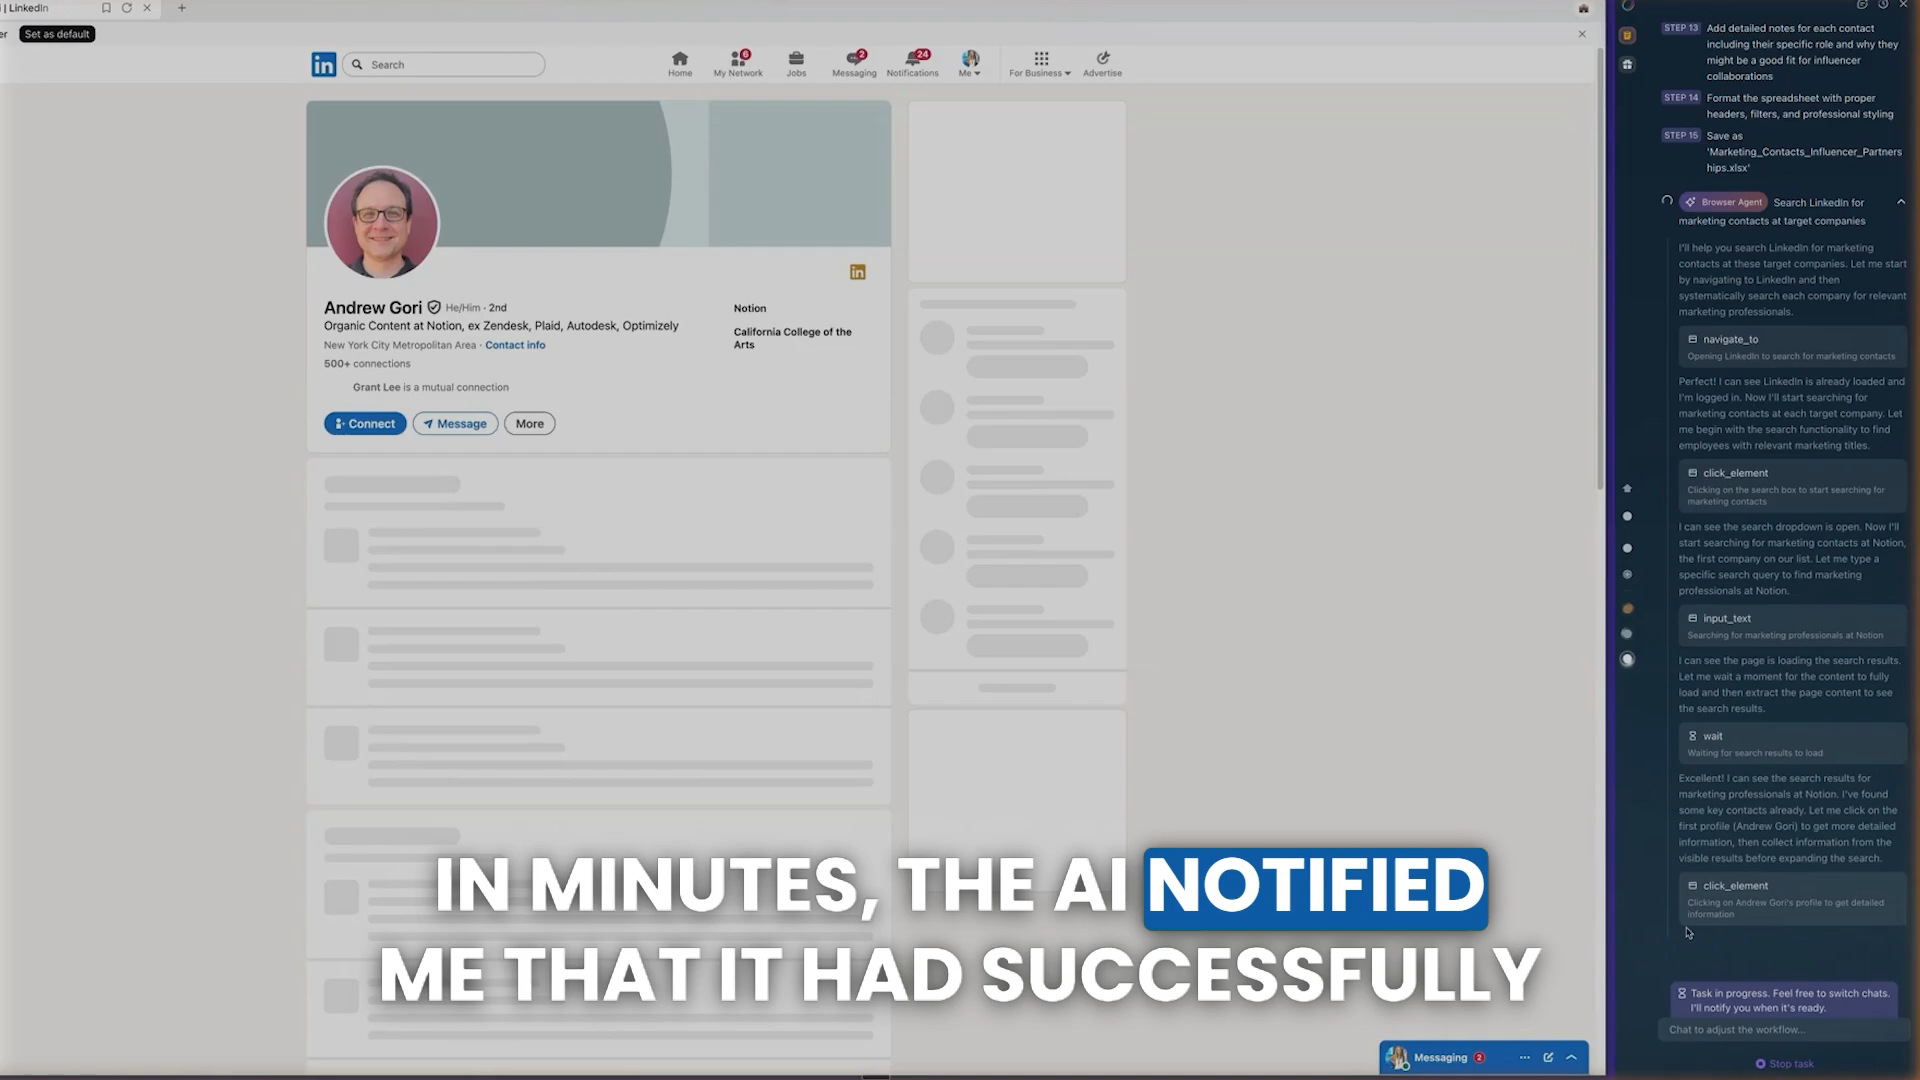 | LinkedIn
er
Set as default
in
Search
Home
6
My Network
Jobs
2
Messaging
24
Notifications
Me
For Business
Advertise
in
Andrew Gori He/Him · 2nd
Organic Content at Notion, ex Zendesk, Plaid, Autodesk, Optimizely
New York City Metropolitan Area · Contact info
500+ connections
Grant Lee is a mutual connection
Connect
Message
More
Notion
California College of the
Arts
IN MINUTES, THE AI NOTIFIED
ME THAT IT HAD SUCCESSFULLY
Messaging 2
STEP 13 Add detailed notes for each contact
including their specific role and why they
might be a good fit for influencer
collaborations
STEP 14 Format the spreadsheet with proper
headers, filters, and professional styling
STEP 15 Save as
'Marketing_Contacts_Influencer_Partners
hips.xlsx'
Browser Agent Search LinkedIn for
marketing contacts at target companies
I'll help you search LinkedIn for marketing
contacts at these target companies. Let me start
by navigating to LinkedIn and then
systematically search each company for relevant
marketing professionals.
navigate_to
Opening LinkedIn to search for marketing contacts
Perfect! I can see LinkedIn is already loaded and
I'm logged in. Now I'll start searching for
marketing contacts at each target company. Let
me begin with the search functionality to find
employees with relevant marketing titles.
click_element
Clicking on the search box to start searching for
marketing contacts
I can see the search dropdown is open. Now I'll
start searching for marketing contacts at Notion,
the first company on our list. Let me type a
specific search query to find marketing
professionals at Notion.
input_text
Searching for marketing professionals at Notion
I can see the page is loading the search results.
Let me wait a moment for the content to fully
load and then extract the page content to see
the search results.
wait
Waiting for search results to load
Excellent! I can see the search results for
marketing professionals at Notion. I've found
some key contacts already. Let me click on the
first profile (Andrew Gori) to get more detailed
information, then collect information from the
visible results before expanding the search.
click_element
Clicking on Andrew Gori's profile to get detailed
information
Task in progress. Feel free to switch chats.
I'll notify you when it's ready.
Chat to adjust the workflow...
Stop task